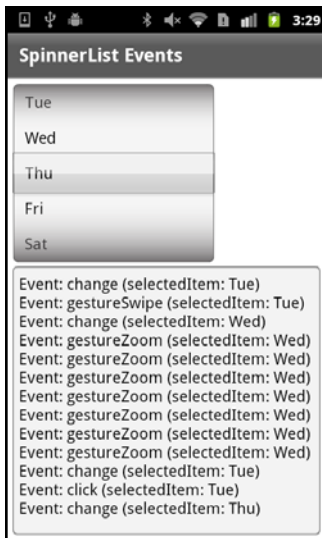 3:29
SpinnerList Events
Tue
Wed
Thu
Fri
Sat
Event: change (selectedItem: Tue)
Event: gestureSwipe (selectedItem: Tue)
Event: change (selectedItem: Wed)
Event: gestureZoom (selectedItem: Wed)
Event: gestureZoom (selectedItem: Wed)
Event: gestureZoom (selectedItem: Wed)
Event: gestureZoom (selectedItem: Wed)
Event: gestureZoom (selectedItem: Wed)
Event: gestureZoom (selectedItem: Wed)
Event: gestureZoom (selectedItem: Wed)
Event: change (selectedItem: Tue)
Event: click (selectedItem: Tue)
Event: change (selectedItem: Thu)